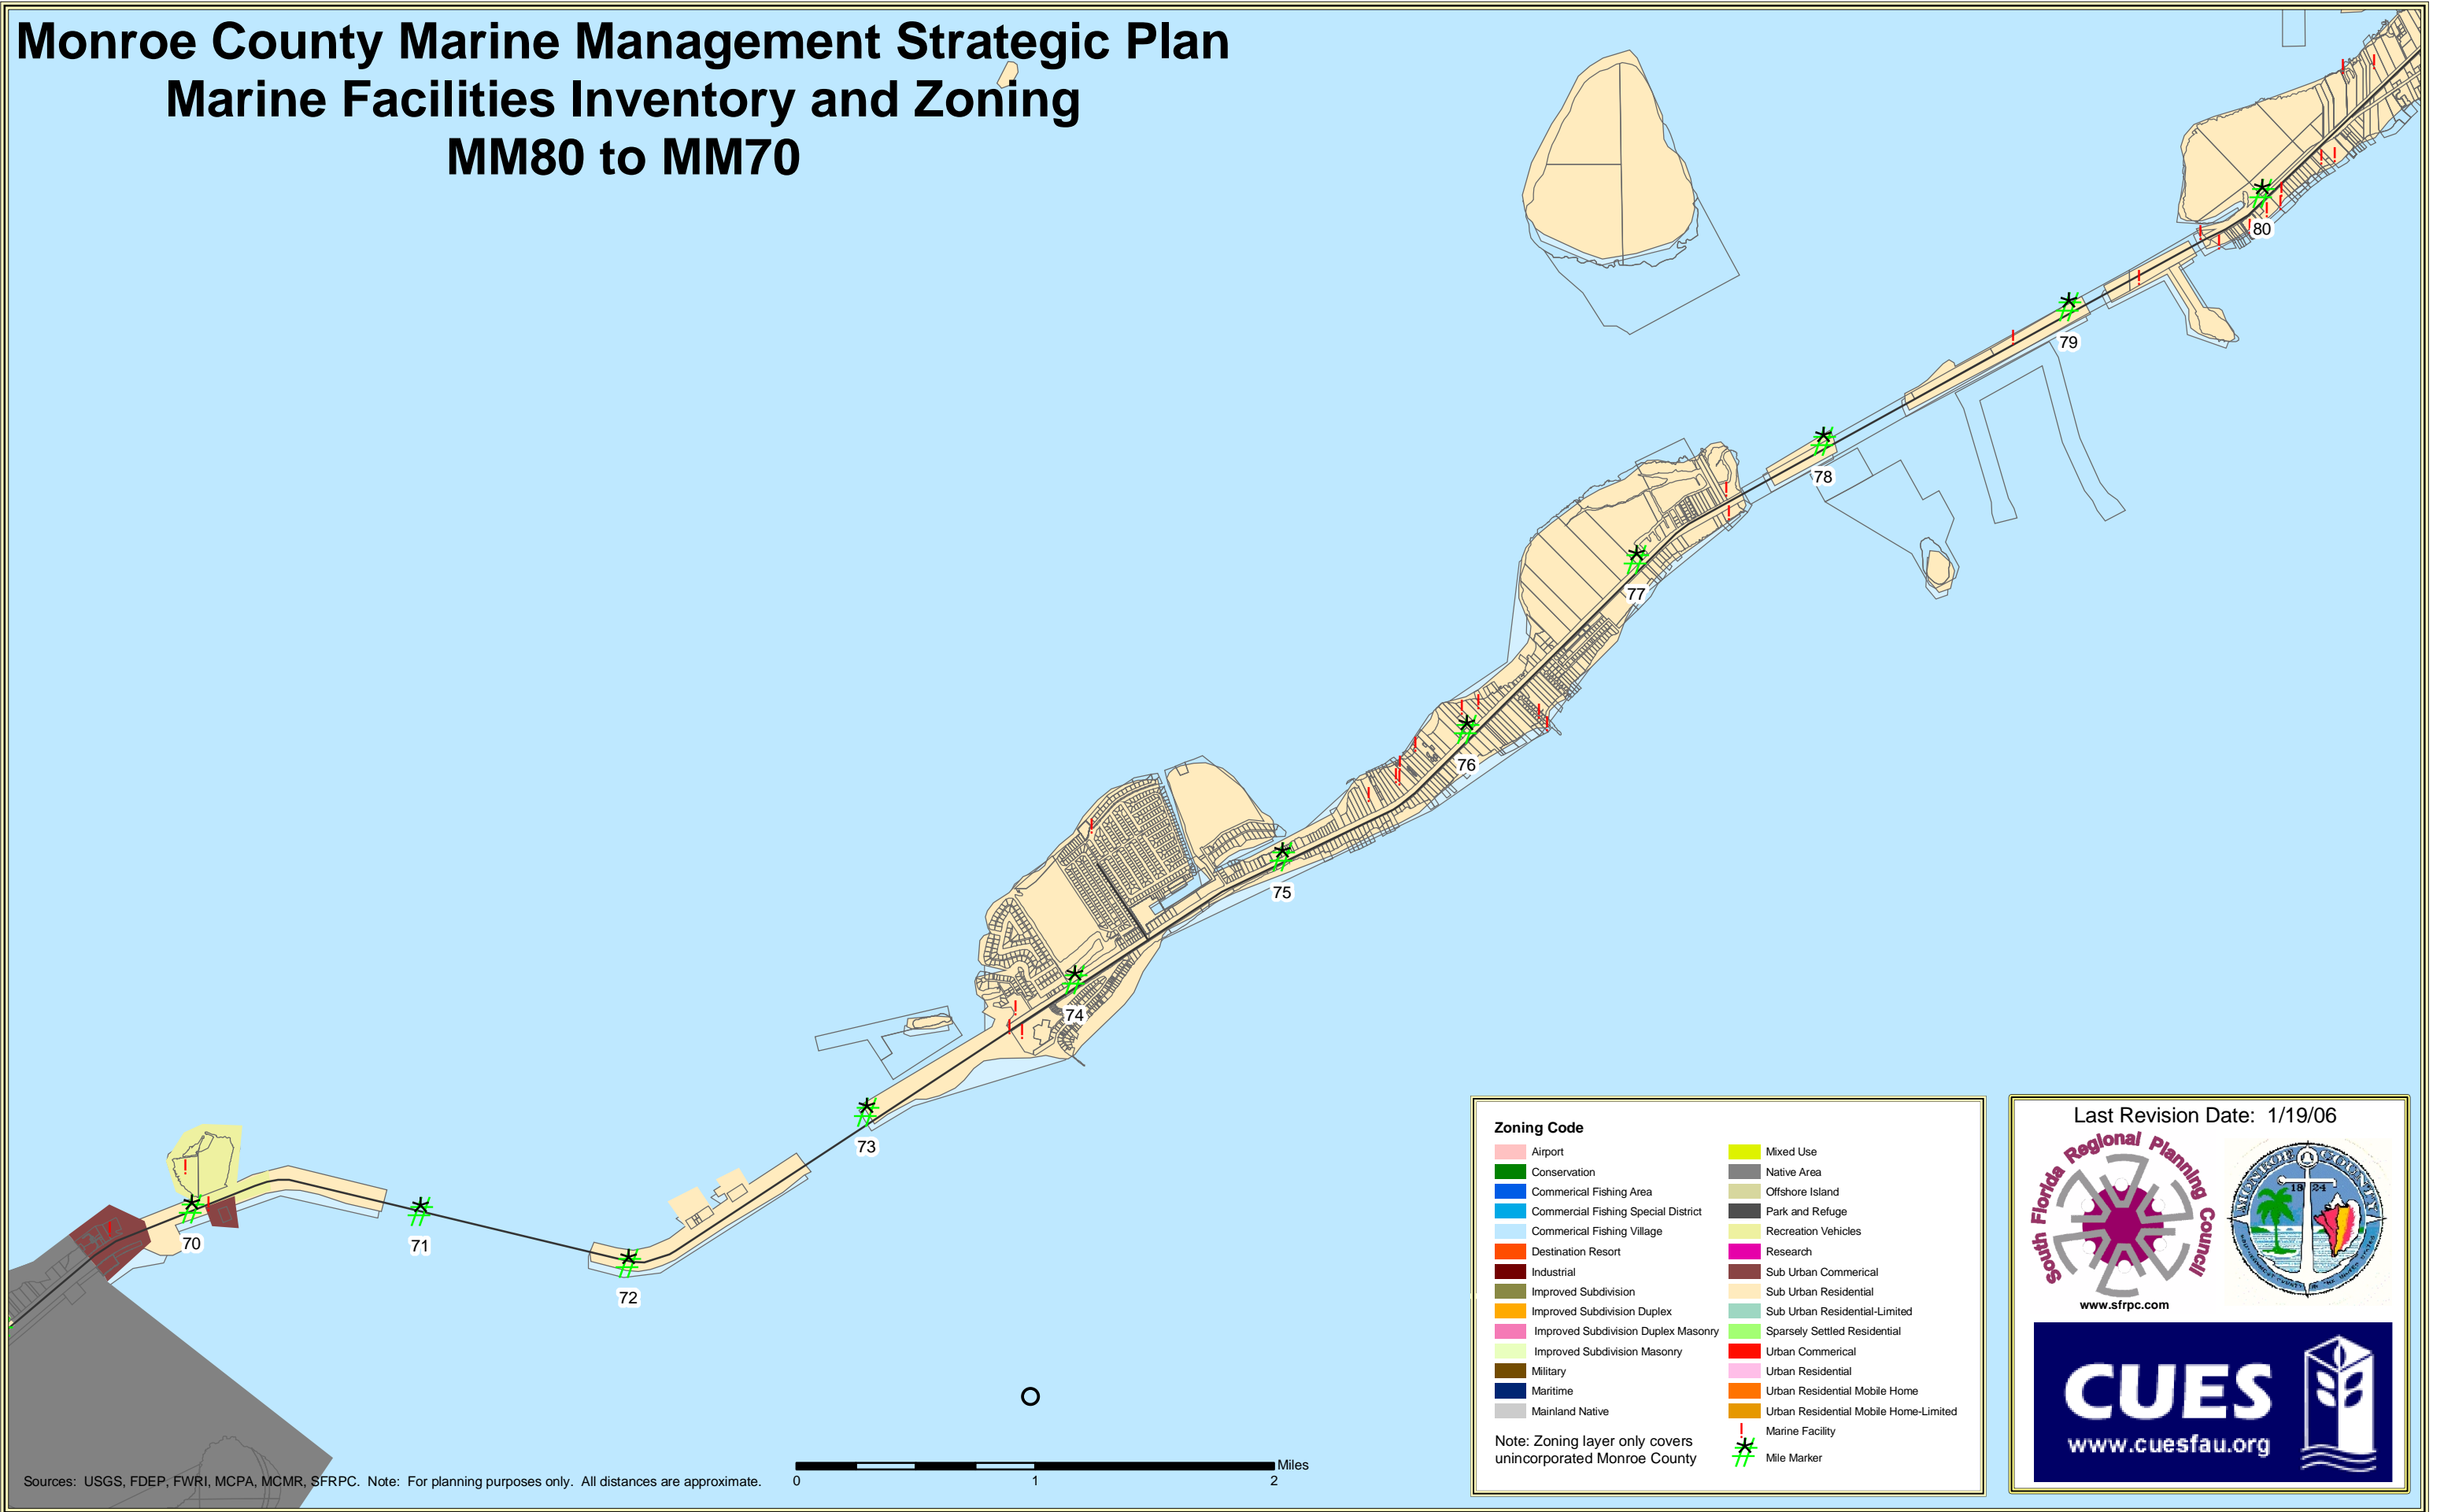 Monroe County Marine Management Strategic Plan
Marine Facilities Inventory and Zoning
MM80 to MM70
80
79
78
77
76
75
74
73
72
71
70
Zoning Code
Airport
Conservation
Commerical Fishing Area
Commercial Fishing Special District
Commerical Fishing Village
Destination Resort
Industrial
Improved Subdivision
Improved Subdivision Duplex
Improved Subdivision Duplex Masonry
Improved Subdivision Masonry
Military
Maritime
Mainland Native
Mixed Use
Native Area
Offshore Island
Park and Refuge
Recreation Vehicles
Research
Sub Urban Commerical
Sub Urban Residential
Sub Urban Residential-Limited
Sparsely Settled Residential
Urban Commerical
Urban Residential
Urban Residential Mobile Home
Urban Residential Mobile Home-Limited
Marine Facility
Mile Marker
Note: Zoning layer only covers
unincorporated Monroe County
Last Revision Date: 1/19/06
South Florida Regional Planning Council
www.sfrpc.com
MONROE COUNTY
1824
CUES
www.cuesfau.org
Miles
0 1 2
Sources: USGS, FDEP, FWRI, MCPA, MCMR, SFRPC. Note: For planning purposes only. All distances are approximate.